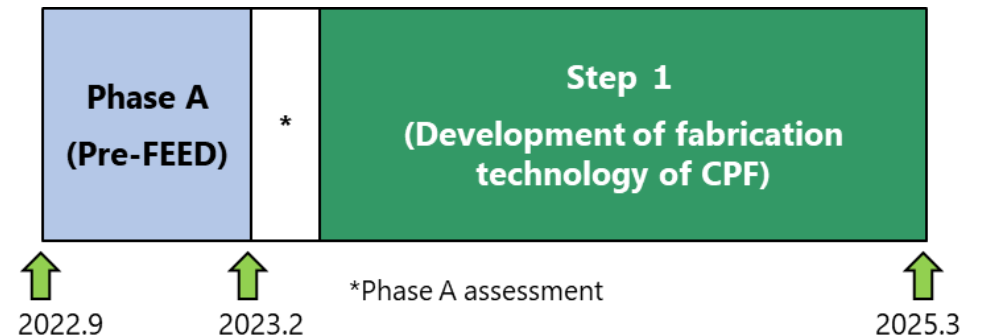 Phase A
(Pre-FEED)
*
Step 1
(Development of fabrication
technology of CPF)
*Phase A assessment
2022.9
2023.2
2025.3